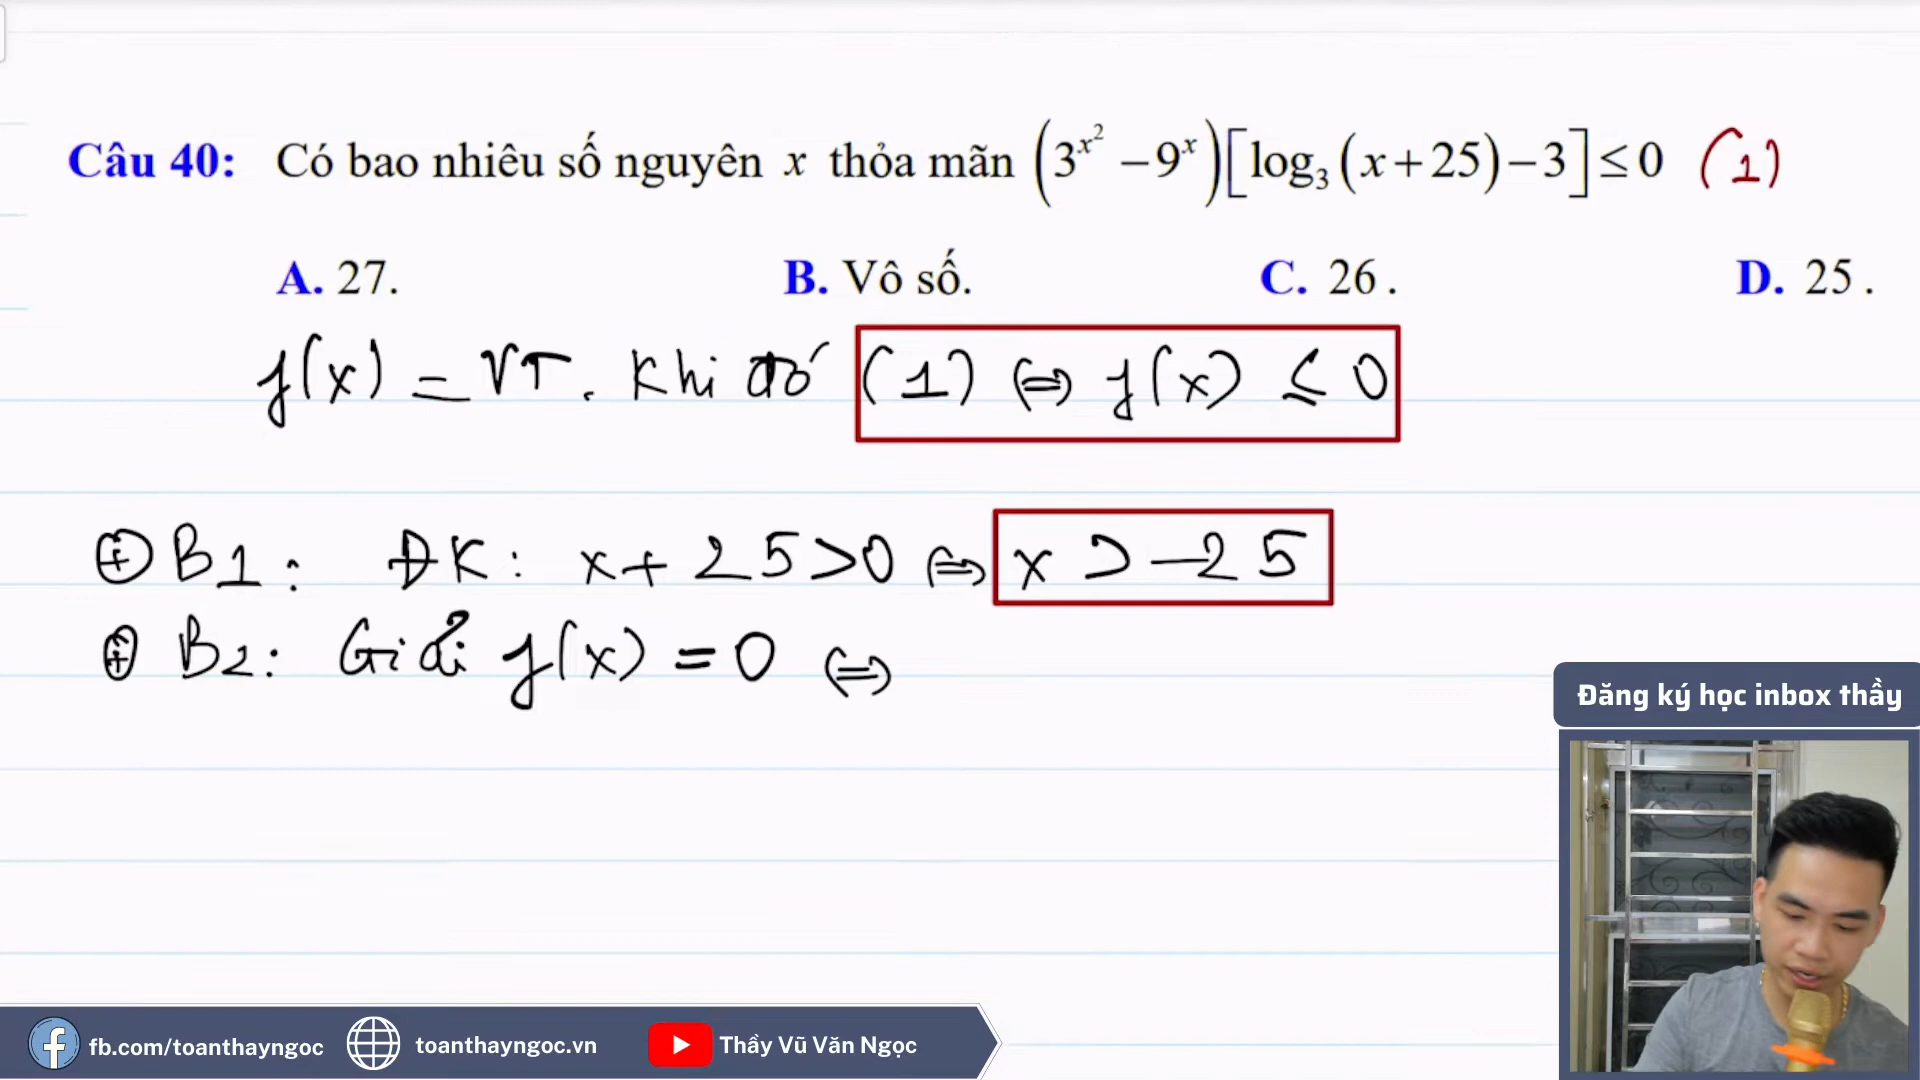 Câu 40: Có bao nhiêu số nguyên x thỏa mãn (3^{x^2} − 9^x)[log_3(x+25)−3] ≤ 0 (1)
A. 27. B. Vô số. C. 26. D. 25.
f(x) = VT. Khi đó (1) ⇔ f(x) ≤ 0
⊕ B1: ĐK: x+25>0 ⇔ x > −25
⊕ B2: Giải f(x) = 0 ⇔
Đăng ký học inbox thầy
fb.com/toanthayngoc toanthayngoc.vn Thầy Vũ Văn Ngọc